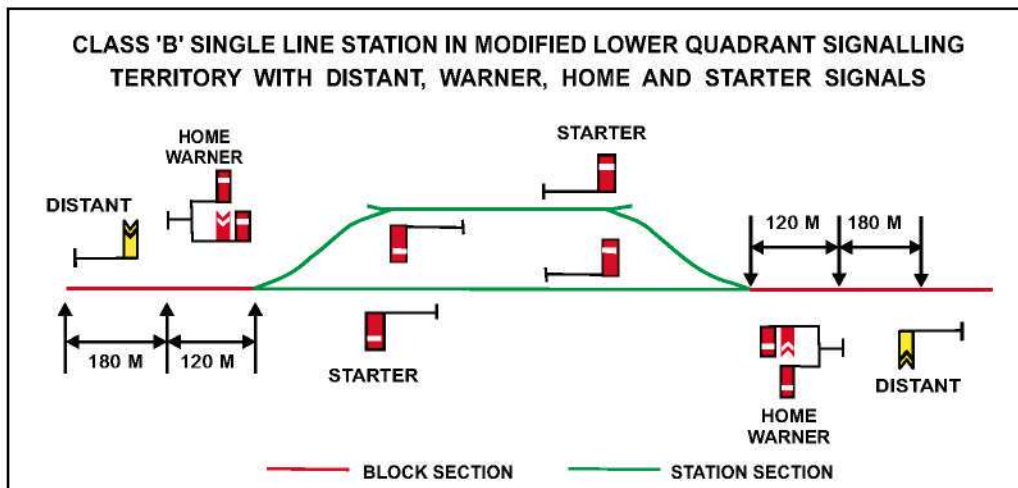 CLASS 'B' SINGLE LINE STATION IN MODIFIED LOWER QUADRANT SIGNALLING
TERRITORY WITH DISTANT, WARNER, HOME AND STARTER SIGNALS
HOME
WARNER
STARTER
DISTANT
120 M
180 M
180 M
120 M
STARTER
DISTANT
HOME
WARNER
BLOCK SECTION
STATION SECTION